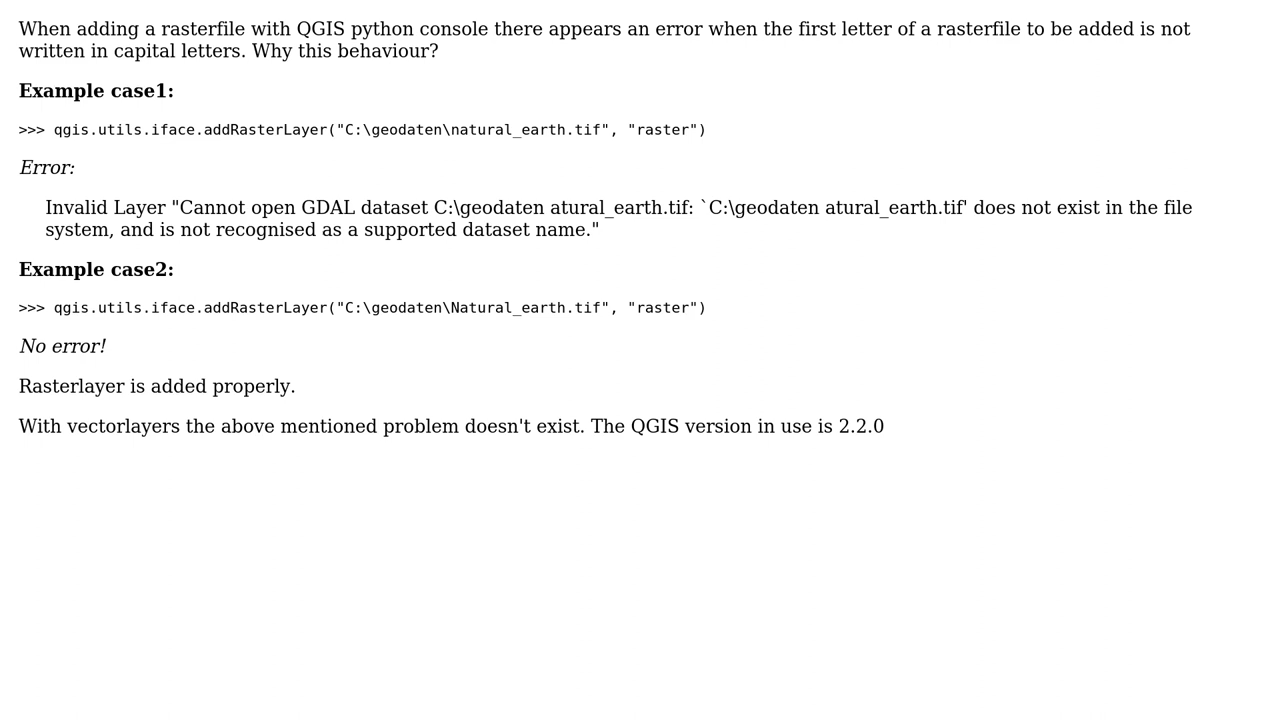 When adding a rasterfile with QGIS python console there appears an error when the first letter of a rasterfile to be added is not
written in capital letters. Why this behaviour?
Example case1:
>>> qgis.utils.iface.addRasterLayer("C:\geodaten\natural_earth.tif", "raster")
Error:
Invalid Layer "Cannot open GDAL dataset C:\geodaten atural_earth.tif: `C:\geodaten atural_earth.tif' does not exist in the file
system, and is not recognised as a supported dataset name."
Example case2:
>>> qgis.utils.iface.addRasterLayer("C:\geodaten\Natural_earth.tif", "raster")
No error!
Rasterlayer is added properly.
With vectorlayers the above mentioned problem doesn't exist. The QGIS version in use is 2.2.0